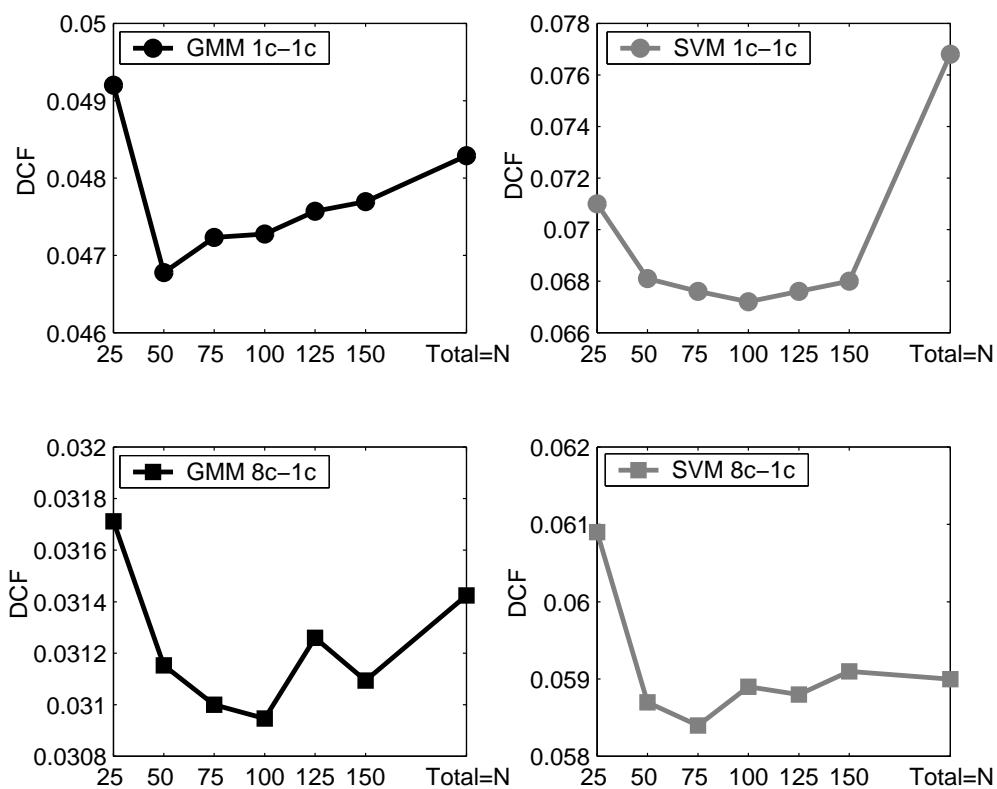 0.05
GMM 1c–1c
0.049
0.048
0.047
0.046
DCF
25 50 75 100 125 150 Total=N
0.078
SVM 1c–1c
0.076
0.074
0.072
0.07
0.068
0.066
DCF
25 50 75 100 125 150 Total=N
0.032
GMM 8c–1c
0.0318
0.0316
0.0314
0.0312
0.031
0.0308
DCF
25 50 75 100 125 150 Total=N
0.062
SVM 8c–1c
0.061
0.06
0.059
0.058
DCF
25 50 75 100 125 150 Total=N